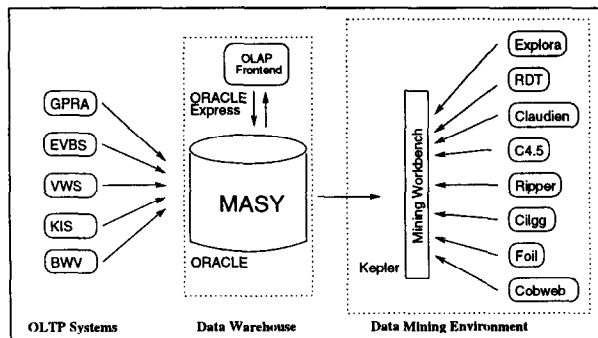 OLAP
Frontend
ORACLE
Express
GPRA
EVBS
VWS
KIS
BWV
MASY
ORACLE
Mining Workbench
Kepler
Explora
RDT
Claudien
C4.5
Ripper
Cilgg
Foil
Cobweb
OLTP Systems
Data Warehouse
Data Mining Environment